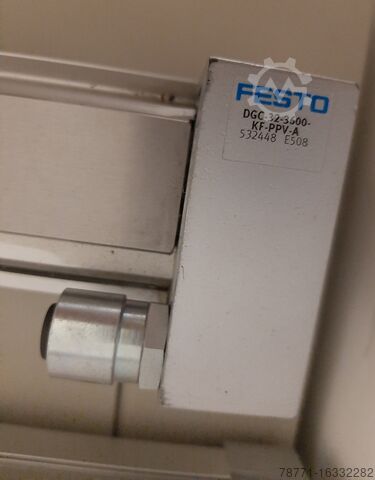 FESTO
DGC-32-3600-
KF-PPV-A
532448 E508
78771-16332282